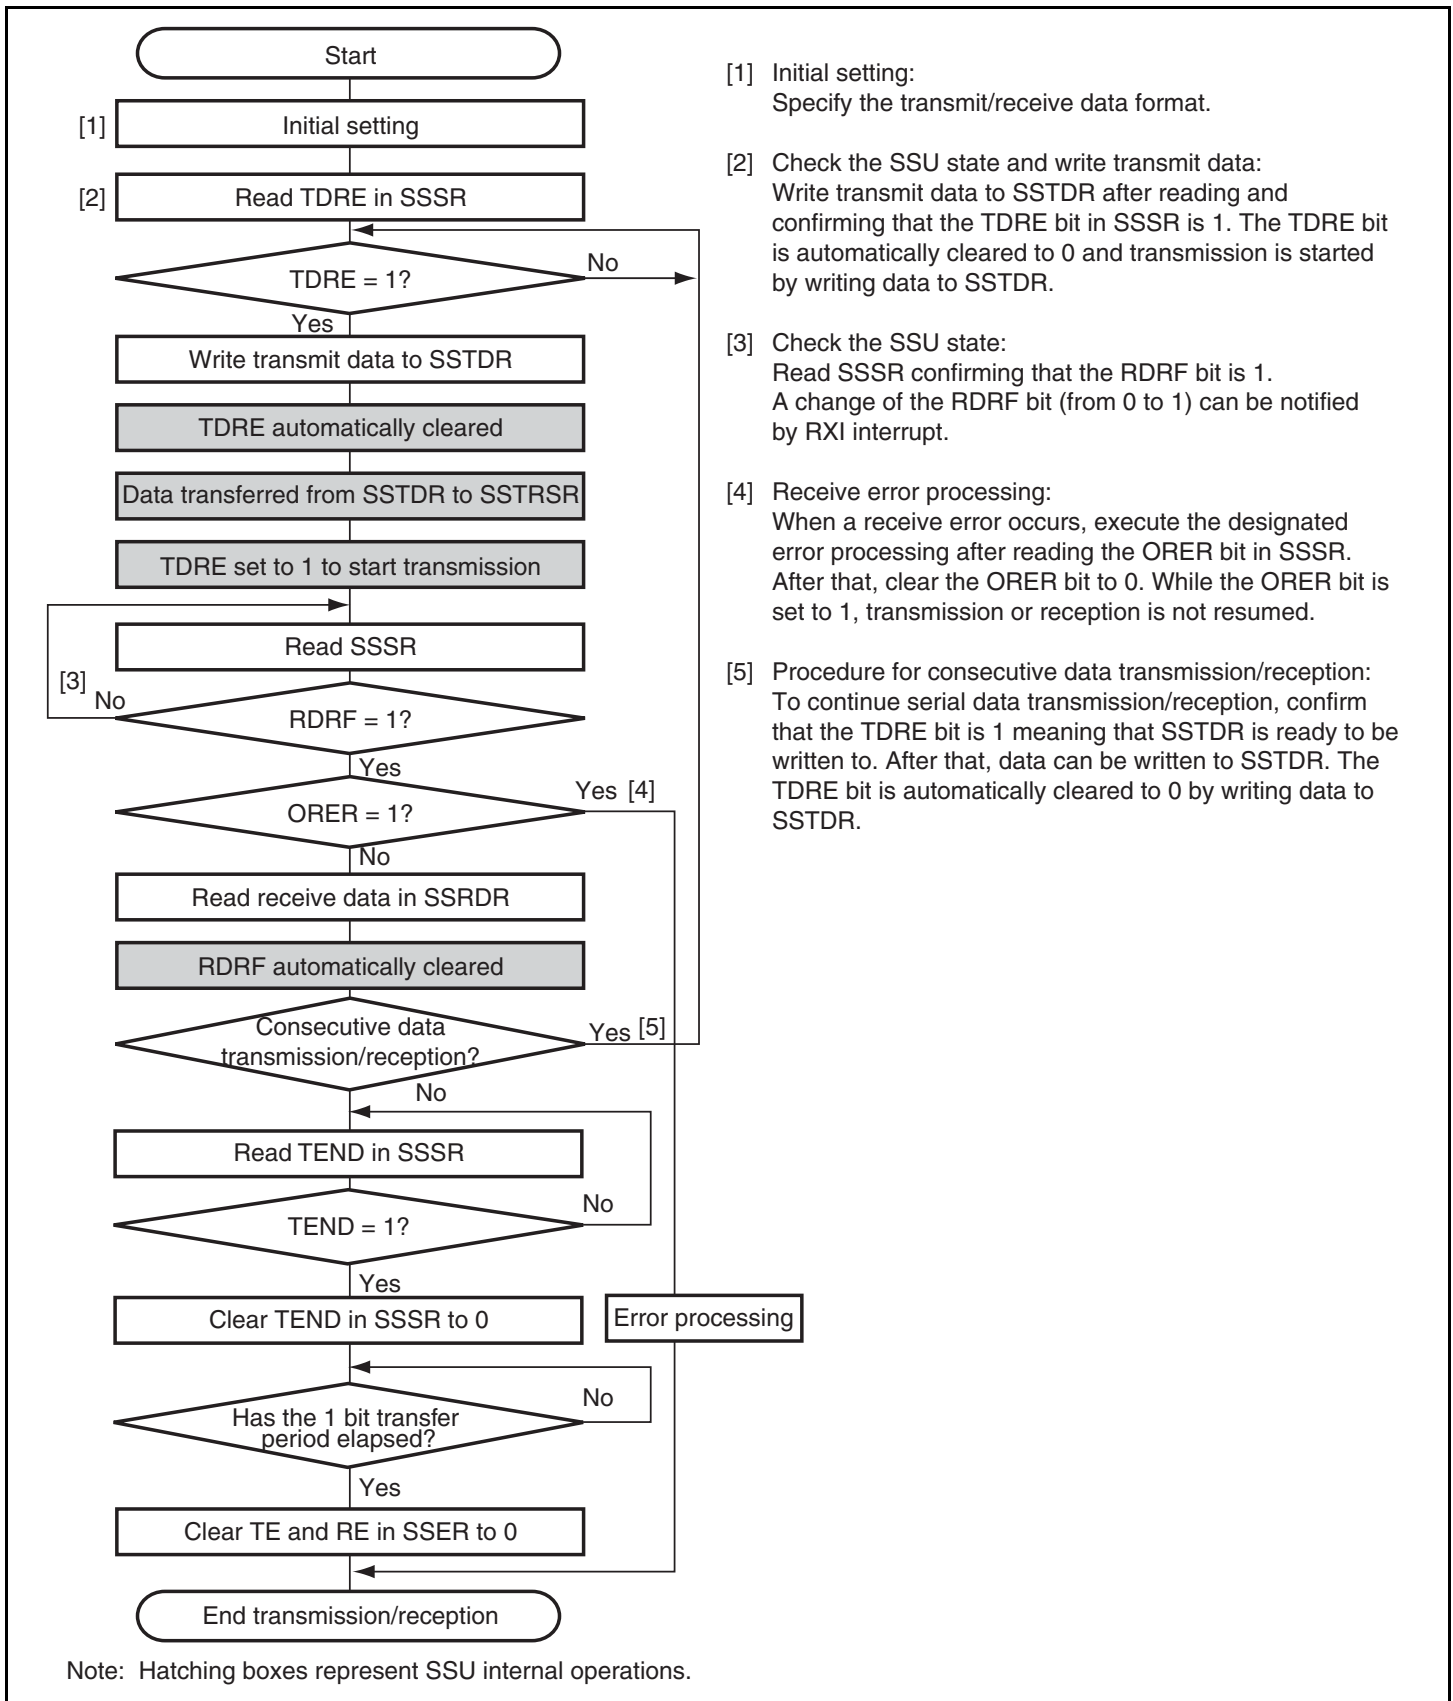 Start
[1] Initial setting
[2] Read TDRE in SSSR
TDRE = 1?
No
Yes
Write transmit data to SSTDR
TDRE automatically cleared
Data transferred from SSTDR to SSTRSR
TDRE set to 1 to start transmission
Read SSSR
[3]
No
RDRF = 1?
Yes
Yes [4]
ORER = 1?
No
Read receive data in SSRDR
RDRF automatically cleared
Consecutive data
transmission/reception?
Yes [5]
No
Read TEND in SSSR
No
TEND = 1?
Yes
Clear TEND in SSSR to 0
Error processing
No
Has the 1 bit transfer
period elapsed?
Yes
Clear TE and RE in SSER to 0
End transmission/reception
[1] Initial setting:
Specify the transmit/receive data format.
[2] Check the SSU state and write transmit data:
Write transmit data to SSTDR after reading and
confirming that the TDRE bit in SSSR is 1. The TDRE bit
is automatically cleared to 0 and transmission is started
by writing data to SSTDR.
[3] Check the SSU state:
Read SSSR confirming that the RDRF bit is 1.
A change of the RDRF bit (from 0 to 1) can be notified
by RXI interrupt.
[4] Receive error processing:
When a receive error occurs, execute the designated
error processing after reading the ORER bit in SSSR.
After that, clear the ORER bit to 0. While the ORER bit is
set to 1, transmission or reception is not resumed.
[5] Procedure for consecutive data transmission/reception:
To continue serial data transmission/reception, confirm
that the TDRE bit is 1 meaning that SSTDR is ready to be
written to. After that, data can be written to SSTDR. The
TDRE bit is automatically cleared to 0 by writing data to
SSTDR.
Note: Hatching boxes represent SSU internal operations.